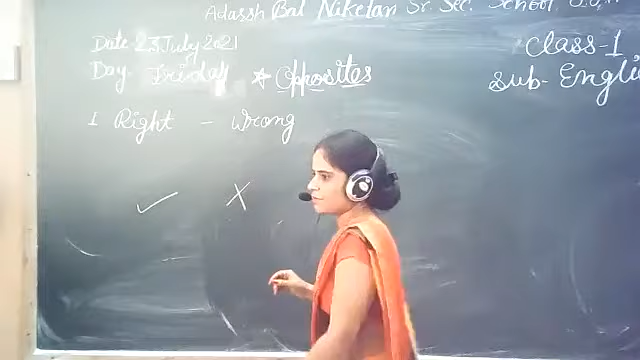 Adarsh Bal Niketan Sr. Sec. School
Date 23 July 2021
Class-1
Day Friday * Opposites
Sub- Engli
1 Right - Wrong
✓ X